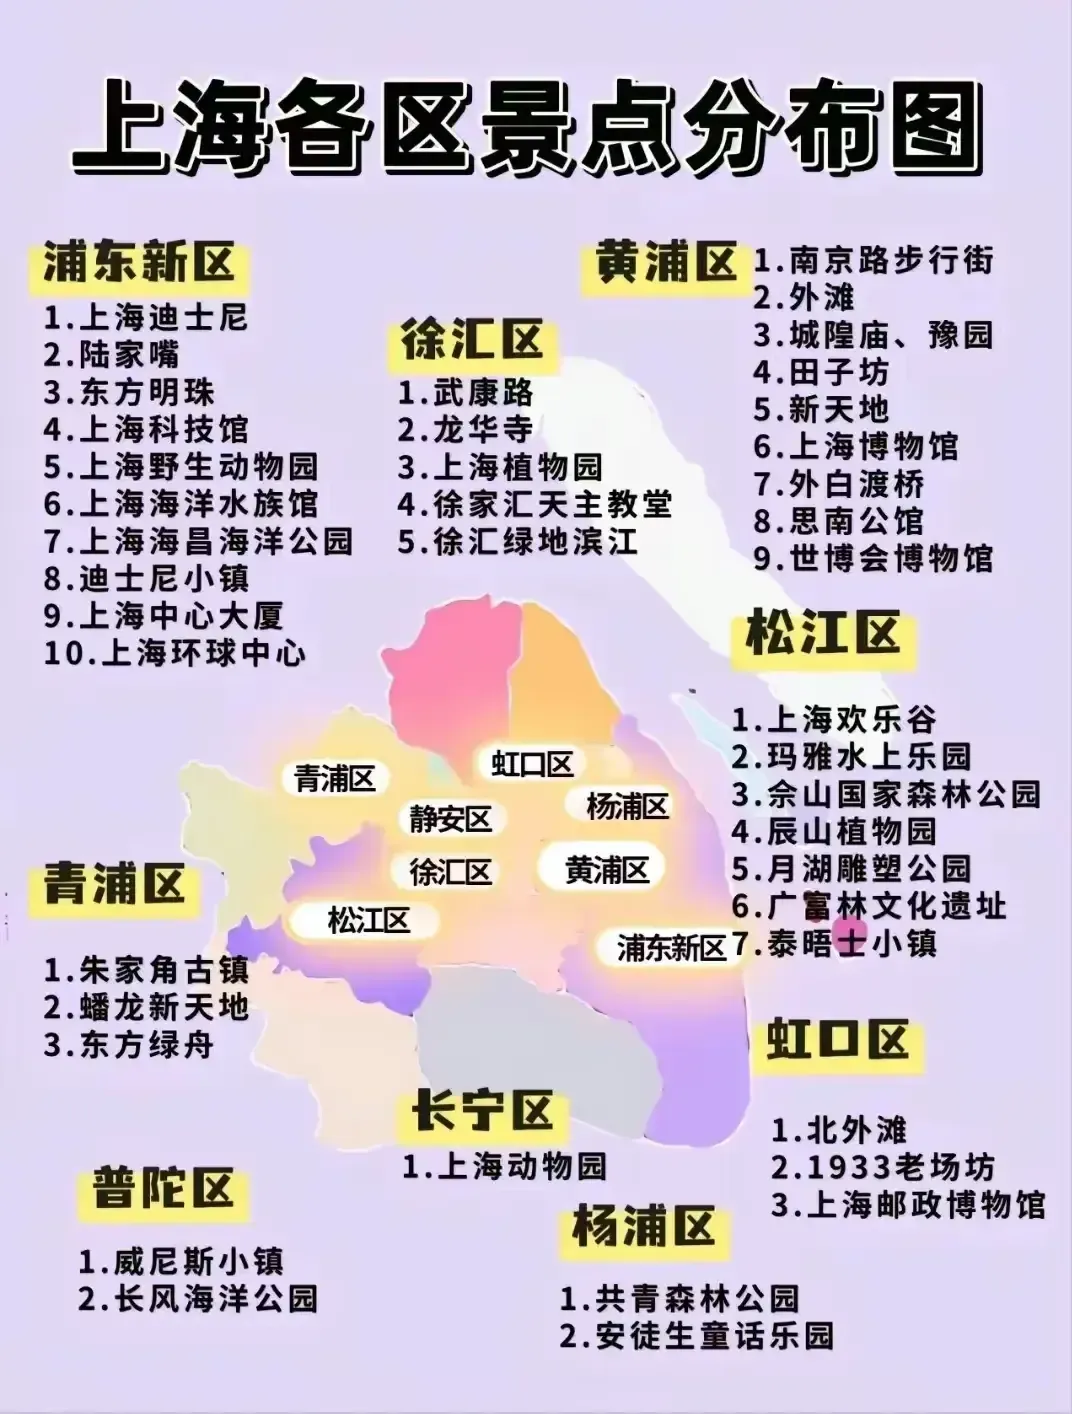 上海各区景点分布图
浦东新区
1.上海迪士尼
2.陆家嘴
3.东方明珠
4.上海科技馆
5.上海野生动物园
6.上海海洋水族馆
7.上海海昌海洋公园
8.迪士尼小镇
9.上海中心大厦
10.上海环球中心
徐汇区
1.武康路
2.龙华寺
3.上海植物园
4.徐家汇天主教堂
5.徐汇绿地滨江
黄浦区
1.南京路步行街
2.外滩
3.城隍庙、豫园
4.田子坊
5.新天地
6.上海博物馆
7.外白渡桥
8.思南公馆
9.世博会博物馆
松江区
1.上海欢乐谷
2.玛雅水上乐园
3.佘山国家森林公园
4.辰山植物园
5.月湖雕塑公园
6.广富林文化遗址
7.泰晤士小镇
青浦区
虹口区
静安区
杨浦区
徐汇区
黄浦区
松江区
浦东新区
青浦区
1.朱家角古镇
2.蟠龙新天地
3.东方绿舟
虹口区
1.北外滩
2.1933老场坊
3.上海邮政博物馆
长宁区
1.上海动物园
普陀区
1.威尼斯小镇
2.长风海洋公园
杨浦区
1.共青森林公园
2.安徒生童话乐园